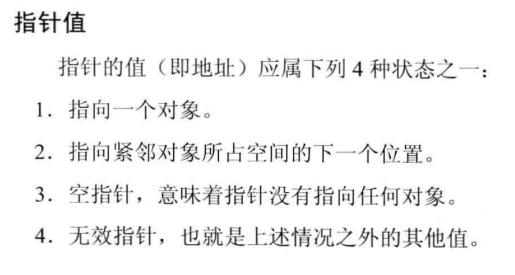 指针值
指针的值（即地址）应属下列4种状态之一：
1．指向一个对象。
2．指向紧邻对象所占空间的下一个位置。
3．空指针，意味着指针没有指向任何对象。
4．无效指针，也就是上述情况之外的其他值。